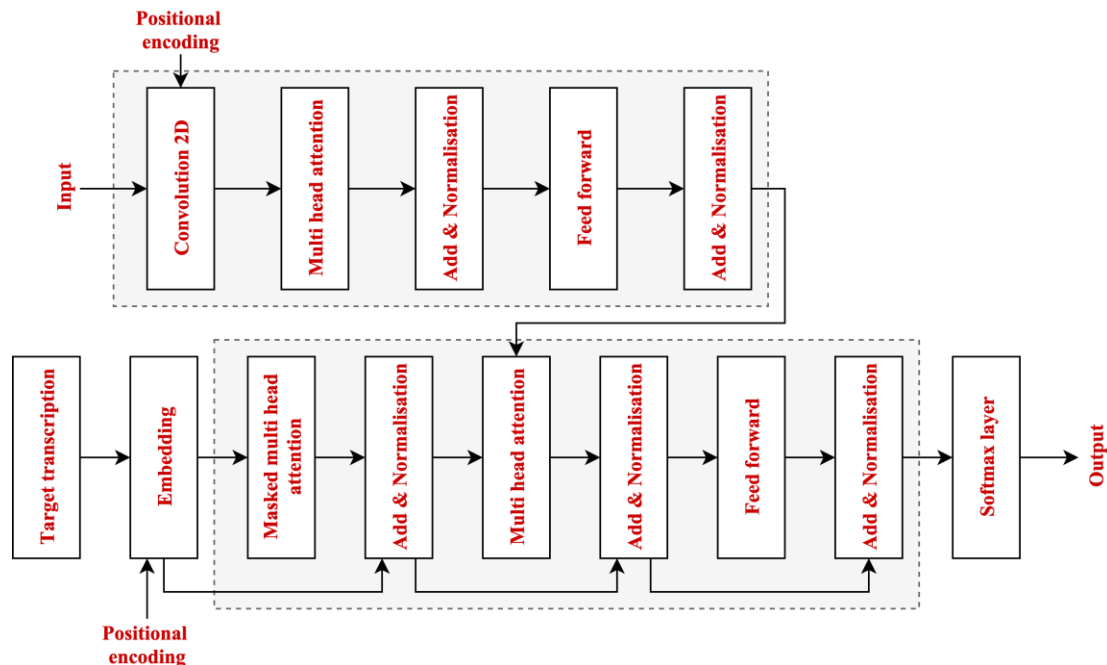 Positional
encoding
Input
Convolution 2D
Multi head attention
Add & Normalisation
Feed forward
Add & Normalisation
Target transcription
Embedding
Masked multi head
attention
Add & Normalisation
Multi head attention
Add & Normalisation
Feed forward
Add & Normalisation
Softmax layer
Output
Positional
encoding